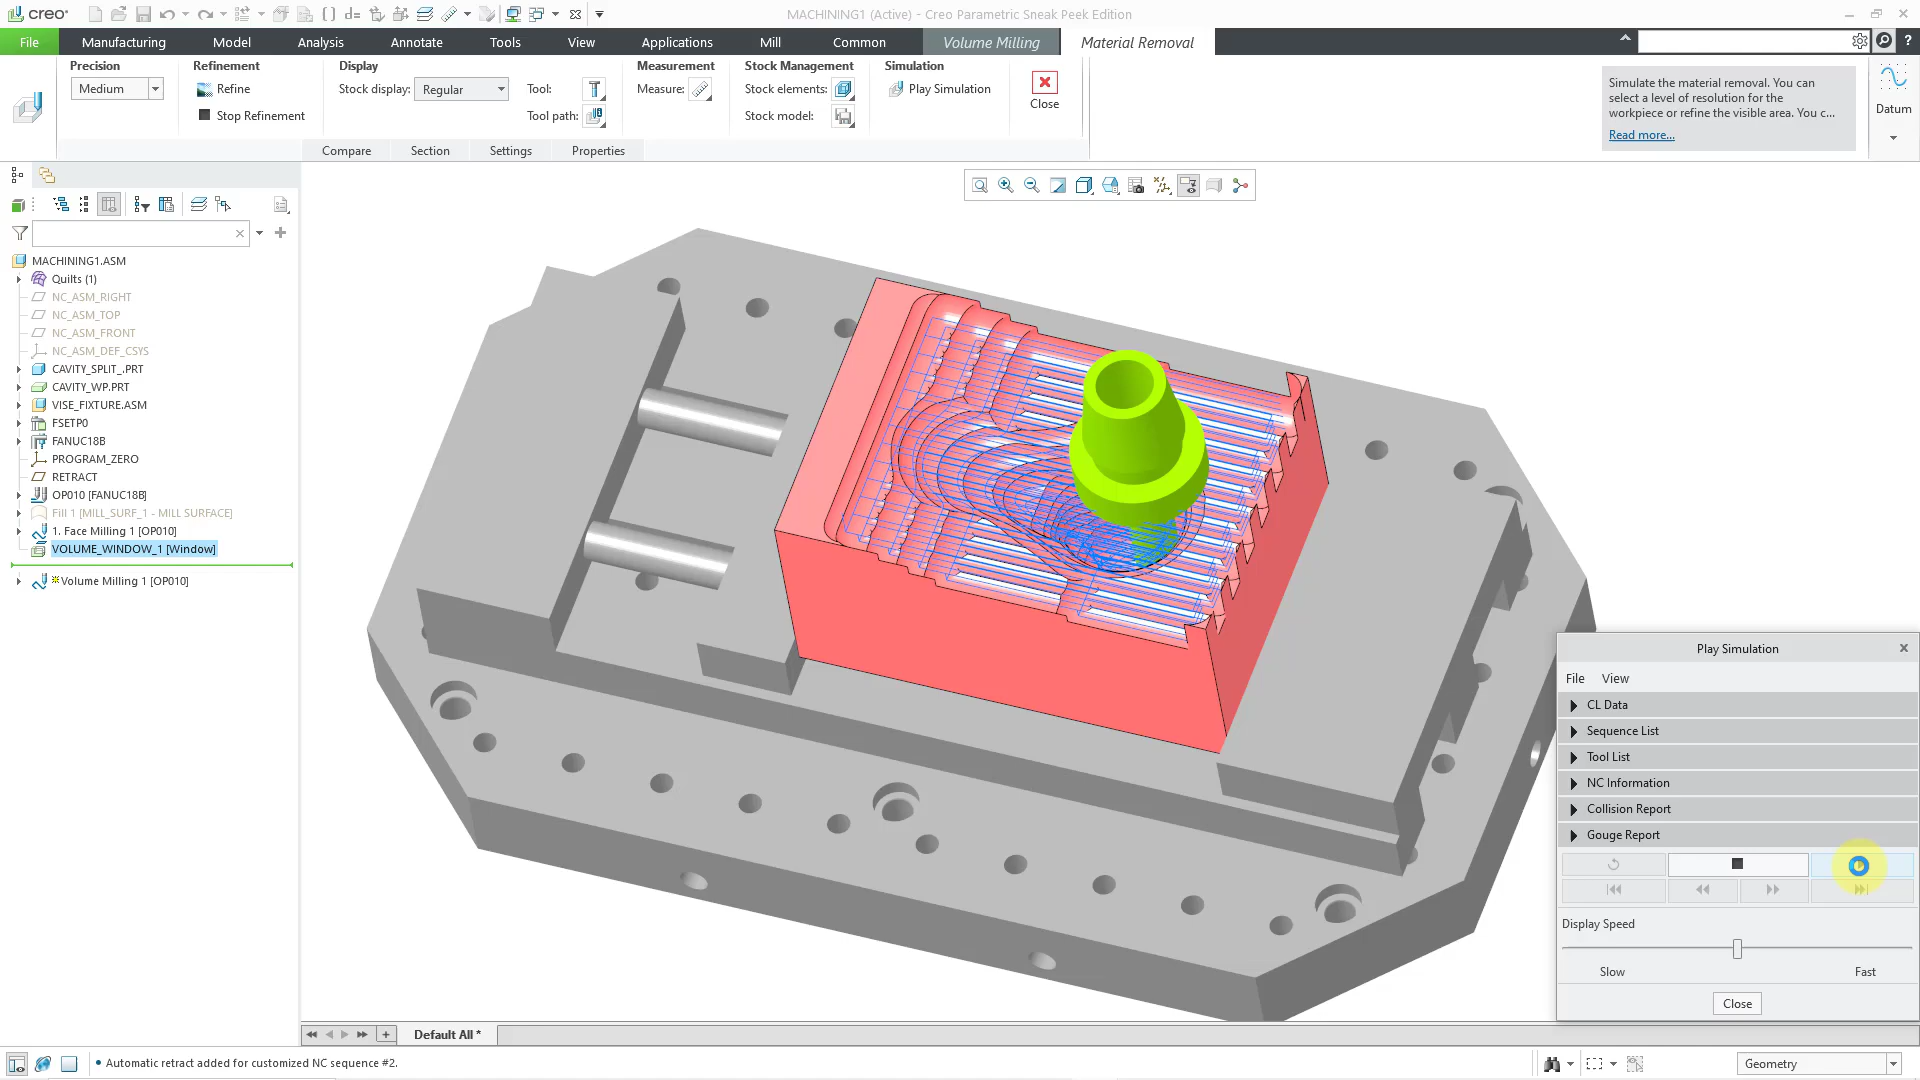 creo
MACHINING1 (Active) - Creo Parametric Sneak Peek Edition
File
Manufacturing
Model
Analysis
Annotate
Tools
View
Applications
Mill
Common
Volume Milling
Material Removal
Precision
Medium
Refinement
Refine
Stop Refinement
Display
Stock display: Regular
Tool:
Tool path:
Measurement
Measure:
Stock Management
Stock elements:
Stock model:
Simulation
Play Simulation
Close
Compare
Section
Settings
Properties
Simulate the material removal. You can
select a level of resolution for the
workpiece or refine the visible area. You c...
Read more...
Datum
MACHINING1.ASM
Quilts (1)
NC_ASM_RIGHT
NC_ASM_TOP
NC_ASM_FRONT
NC_ASM_DEF_CSYS
CAVITY_SPLIT_.PRT
CAVITY_WP.PRT
VISE_FIXTURE.ASM
FSETP0
FANUC18B
PROGRAM_ZERO
RETRACT
OP010 [FANUC18B]
Fill 1 [MILL_SURF_1 - MILL SURFACE]
1. Face Milling 1 [OP010]
VOLUME_WINDOW_1 [Window]
Volume Milling 1 [OP010]
Play Simulation
File View
CL Data
Sequence List
Tool List
NC Information
Collision Report
Gouge Report
Display Speed
Slow Fast
Close
Default All *
• Automatic retract added for customized NC sequence #2.
Geometry